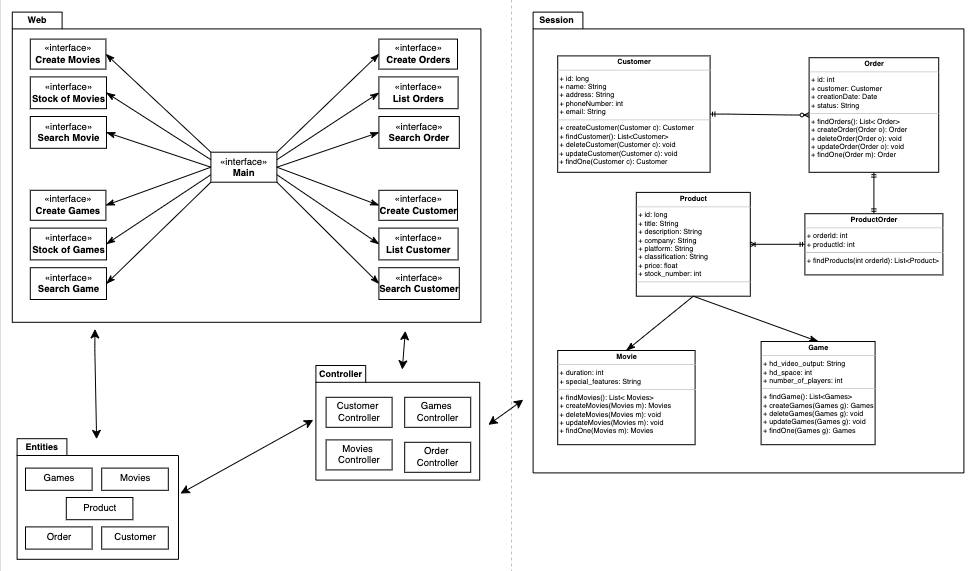 Web
«interface»
Create Movies
«interface»
Stock of Movies
«interface»
Search Movie
«interface»
Create Games
«interface»
Stock of Games
«interface»
Search Game
«interface»
Main
«interface»
Create Orders
«interface»
List Orders
«interface»
Search Order
«interface»
Create Customer
«interface»
List Customer
«interface»
Search Customer
Entities
Games
Movies
Product
Order
Customer
Controller
Customer
Controller
Games
Controller
Movies
Controller
Order
Controller
Session
Customer
+ id: long
+ name: String
+ address: String
+ phoneNumber: int
+ email: String
+ createCustomer(Customer c): Customer
+ findCustomer(): List<Customer>
+ deleteCustomer(Customer c): void
+ updateCustomer(Customer c): void
+ findOne(Customer c): Customer
Order
+ id: int
+ customer: Customer
+ creationDate: Date
+ status: String
+ findOrders(): List< Order>
+ createOrder(Order o): Order
+ deleteOrder(Order o): void
+ updateOrder(Order o): void
+ findOne(Order m): Order
Product
+ id: long
+ title: String
+ description: String
+ company: String
+ platform: String
+ classification: String
+ price: float
+ stock_number: int
ProductOrder
+ orderId: int
+ productId: int
+ findProducts(int orderId): List<Product>
Movie
+ duration: int
+ special_features: String
+ findMovies(): List< Movies>
+ createMovies(Movies m): Movies
+ deleteMovies(Movies m): void
+ updateMovies(Movies m): void
+ findOne(Movies m): Movies
Game
+ hd_video_output: String
+ hd_space: int
+ number_of_players: int
+ findGame(): List<Games>
+ createGames(Games g): Games
+ deleteGames(Games g): void
+ updateGames(Games g): void
+ findOne(Games g): Games